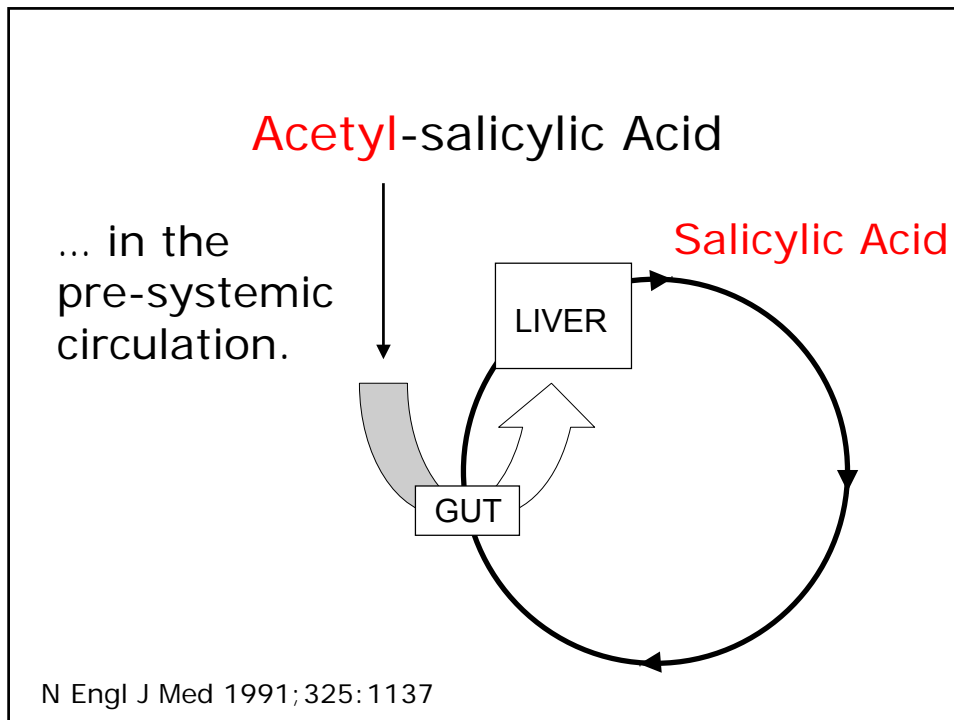 Acetyl-salicylic Acid
... in the
pre-systemic
circulation.
Salicylic Acid
LIVER
GUT
N Engl J Med 1991;325:1137